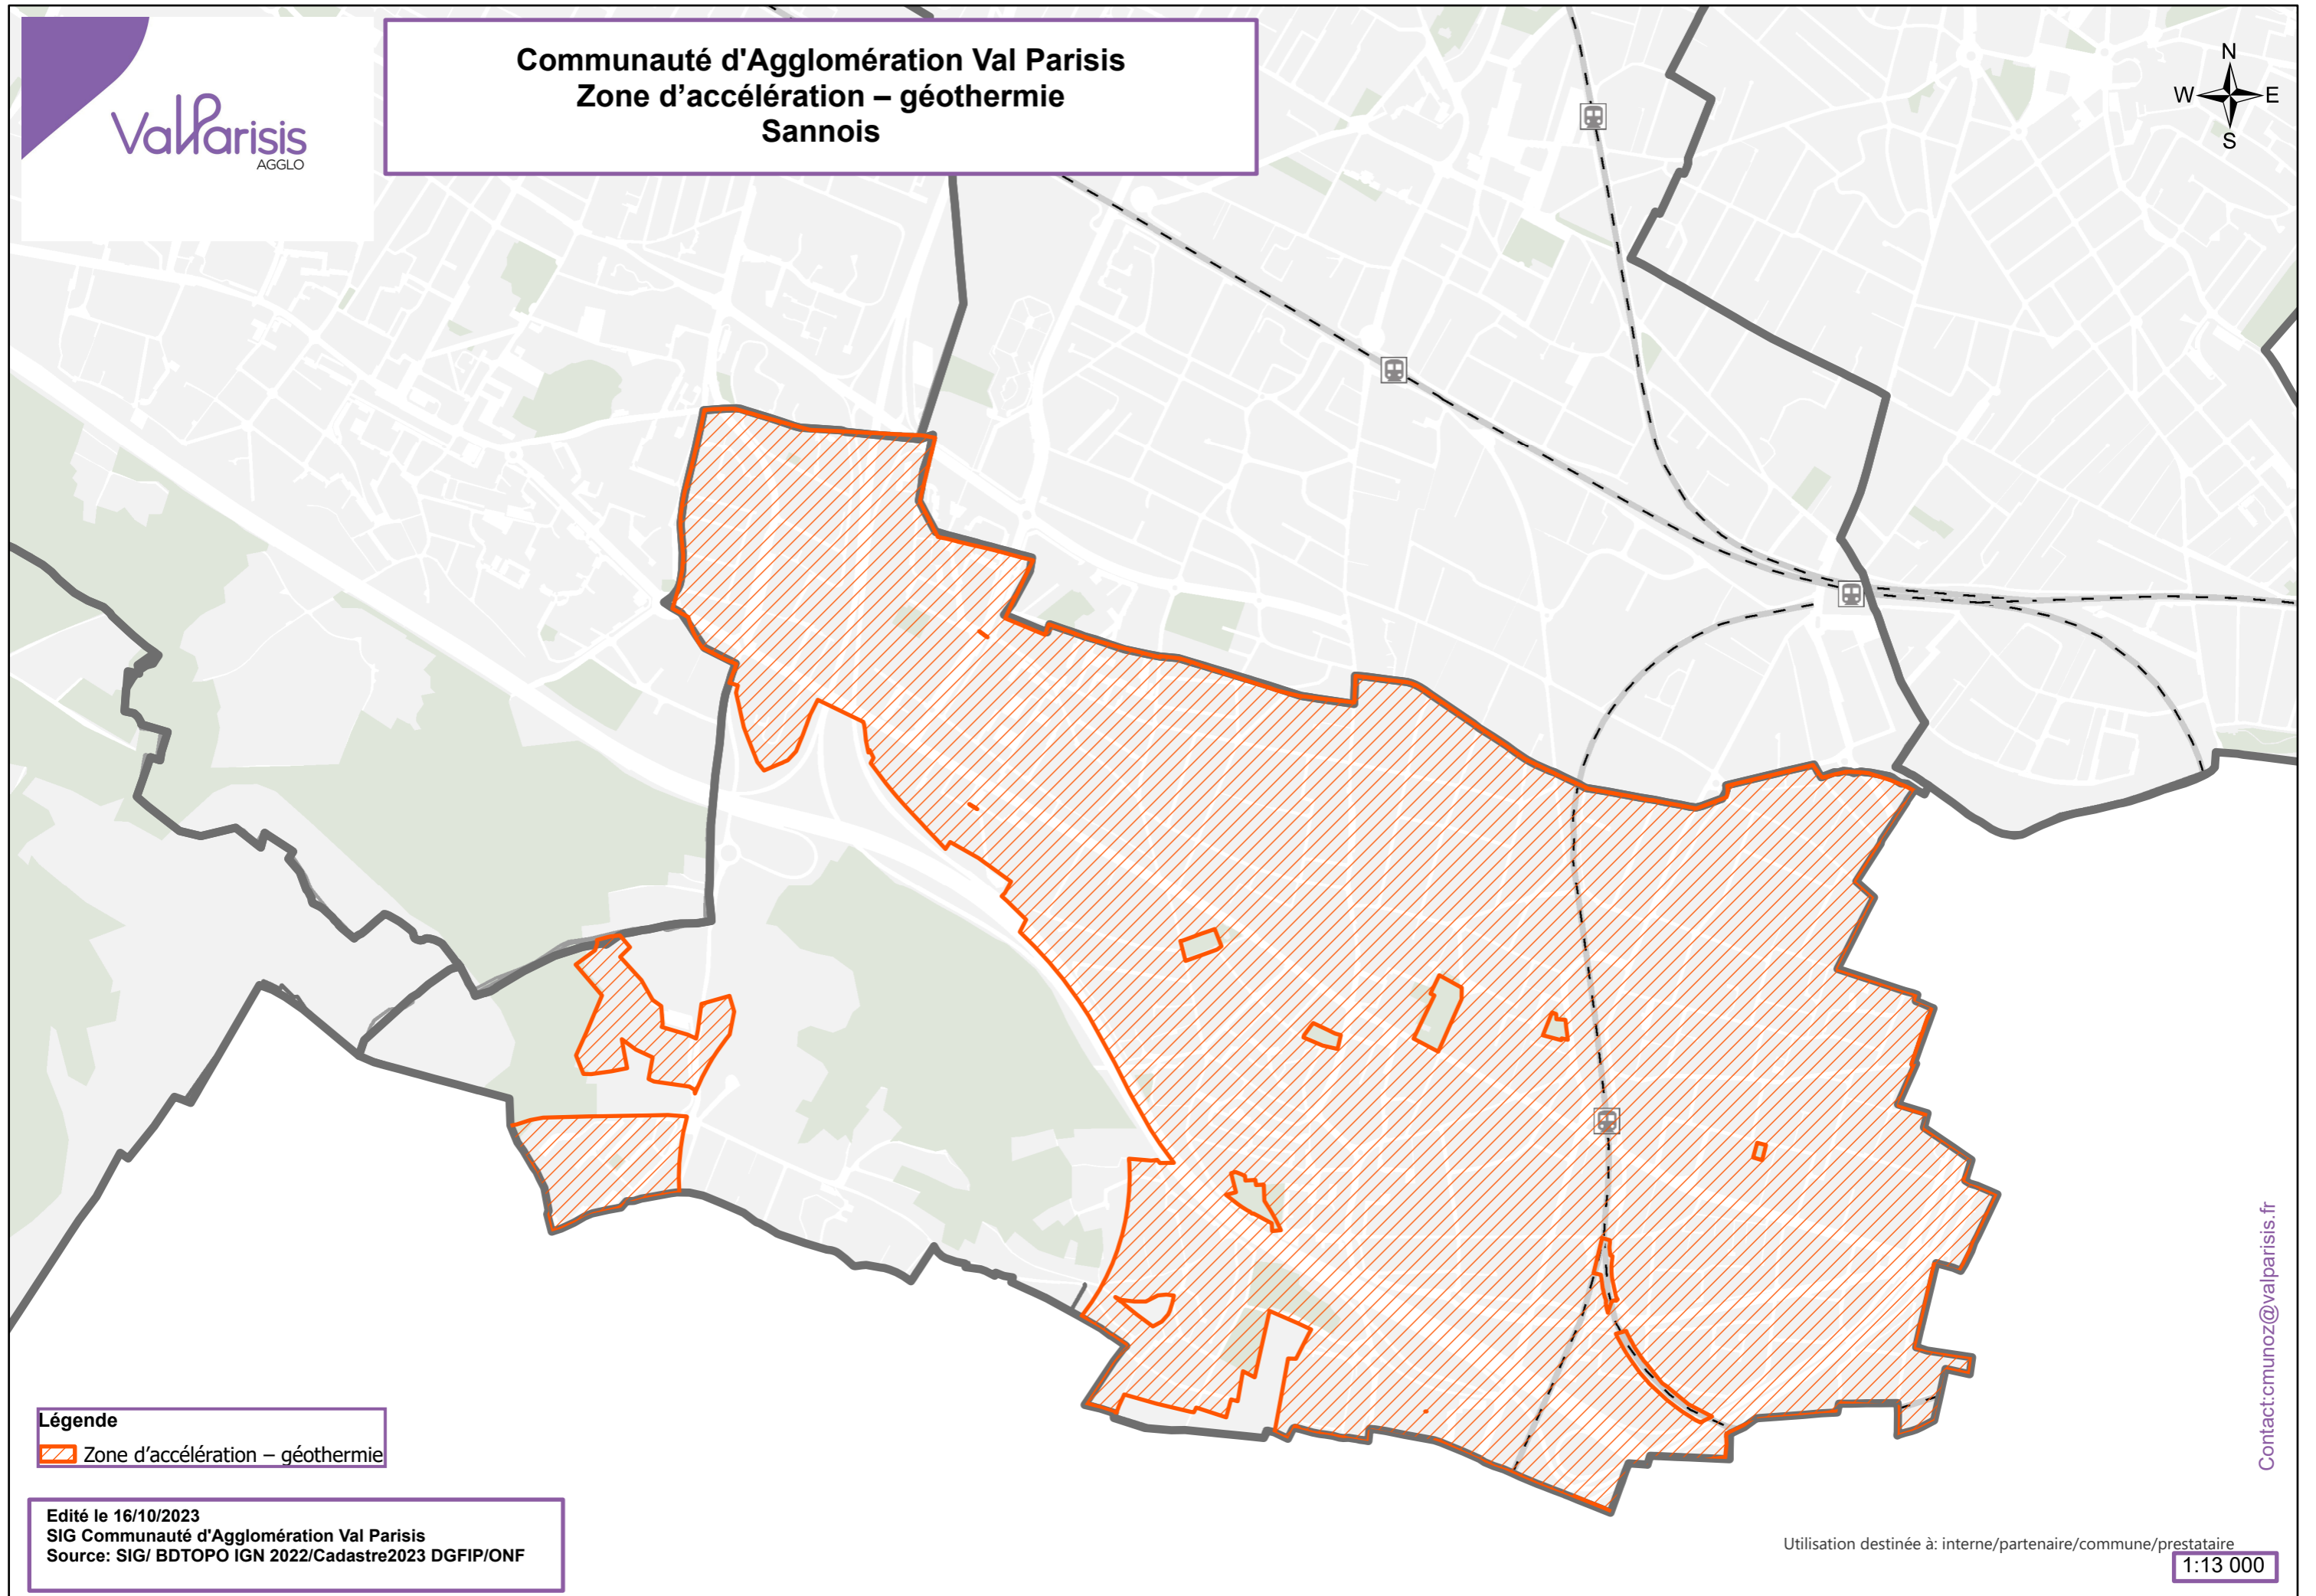 ValParisis
AGGLO
Communauté d'Agglomération Val Parisis
Zone d’accélération – géothermie
Sannois
N
W E
S
Contact:cmunoz@valparisis.fr
Légende
Zone d’accélération – géothermie
Edité le 16/10/2023
SIG Communauté d'Agglomération Val Parisis
Source: SIG/ BDTOPO IGN 2022/Cadastre2023 DGFIP/ONF
Utilisation destinée à: interne/partenaire/commune/prestataire
1:13 000